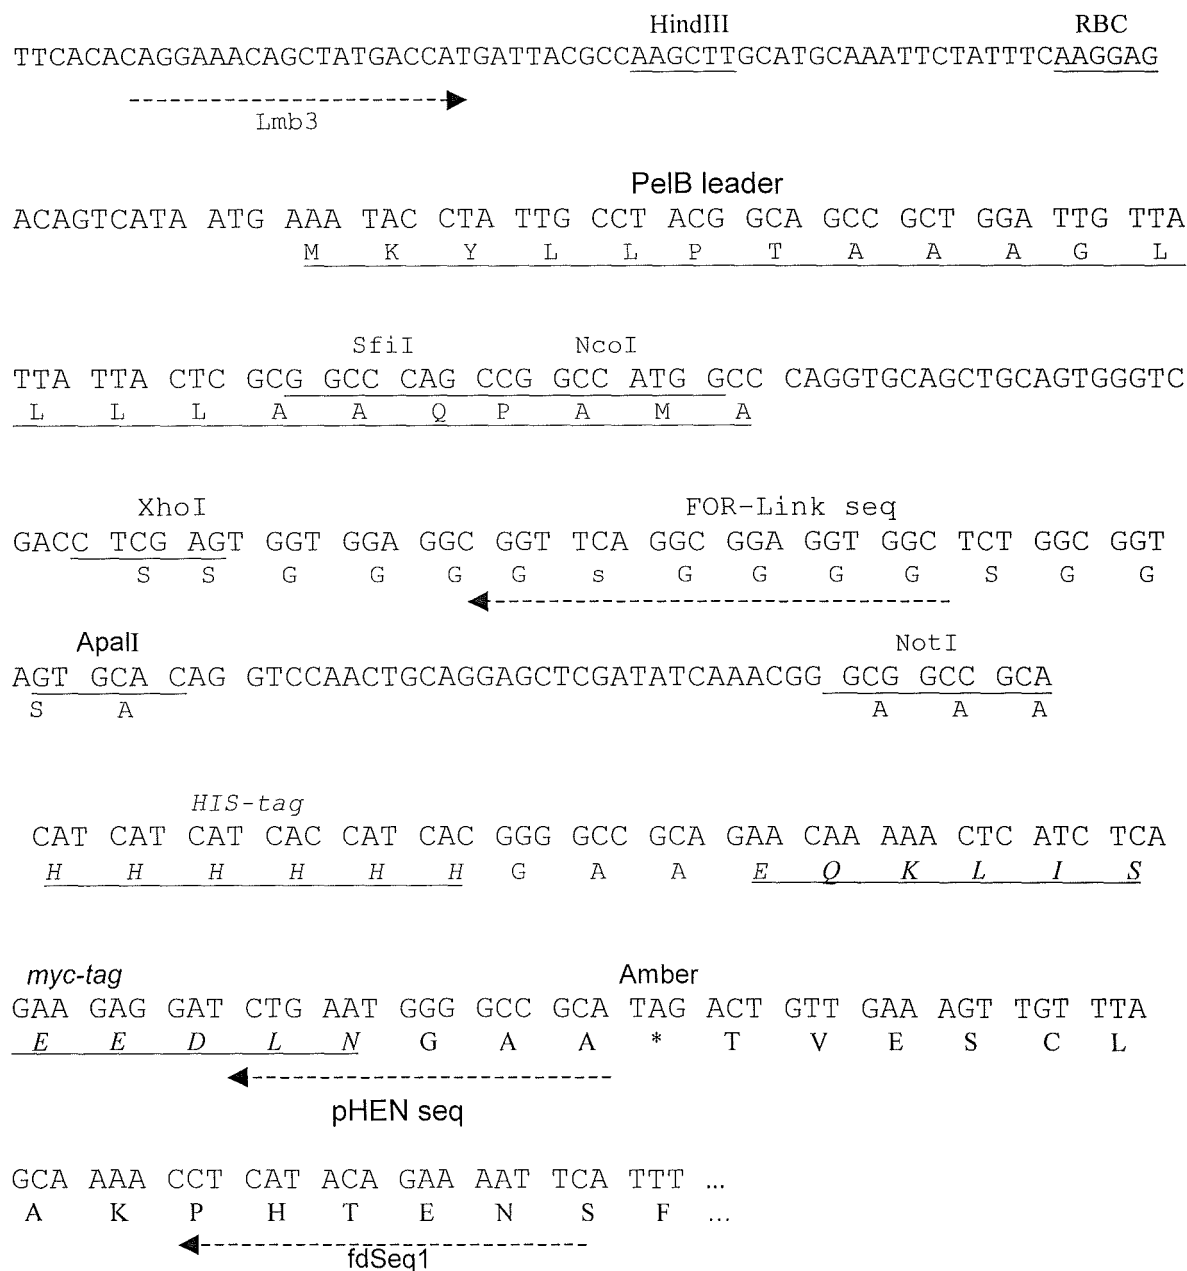 HindIII RBC
TTCACACAGGAAACAGCTATGACCATGATTACGCCAAGCTTGCATGCAAATTCTATTTCAAGGAG
Lmb3
PelB leader
ACAGTCATA ATG AAA TAC CTA TTG CCT ACG GCA GCC GCT GGA TTG TTA
M K Y L L P T A A A G L
SfiI NcoI
TTA TTA CTC GCG GCC CAG CCG GCC ATG GCC CAGGTGCAGCTGCAGTGGGTC
L L L A A Q P A M A
XhoI FOR-Link seq
GACC TCG AGT GGT GGA GGC GGT TCA GGC GGA GGT GGC TCT GGC GGT
S S G G G G s G G G G S G G
ApalI NotI
AGT GCA CAG GTCCAACTGCAGGAGCTCGATATCAAACGG GCG GCC GCA
S A A A A
HIS-tag
CAT CAT CAT CAC CAT CAC GGG GCC GCA GAA CAA AAA CTC ATC TCA
H H H H H H G A A E Q K L I S
myc-tag Amber
GAA GAG GAT CTG AAT GGG GCC GCA TAG ACT GTT GAA AGT TGT TTA
E E D L N G A A * T V E S C L
pHEN seq
GCA AAA CCT CAT ACA GAA AAT TCA TTT ...
A K P H T E N S F ...
fdSeq1